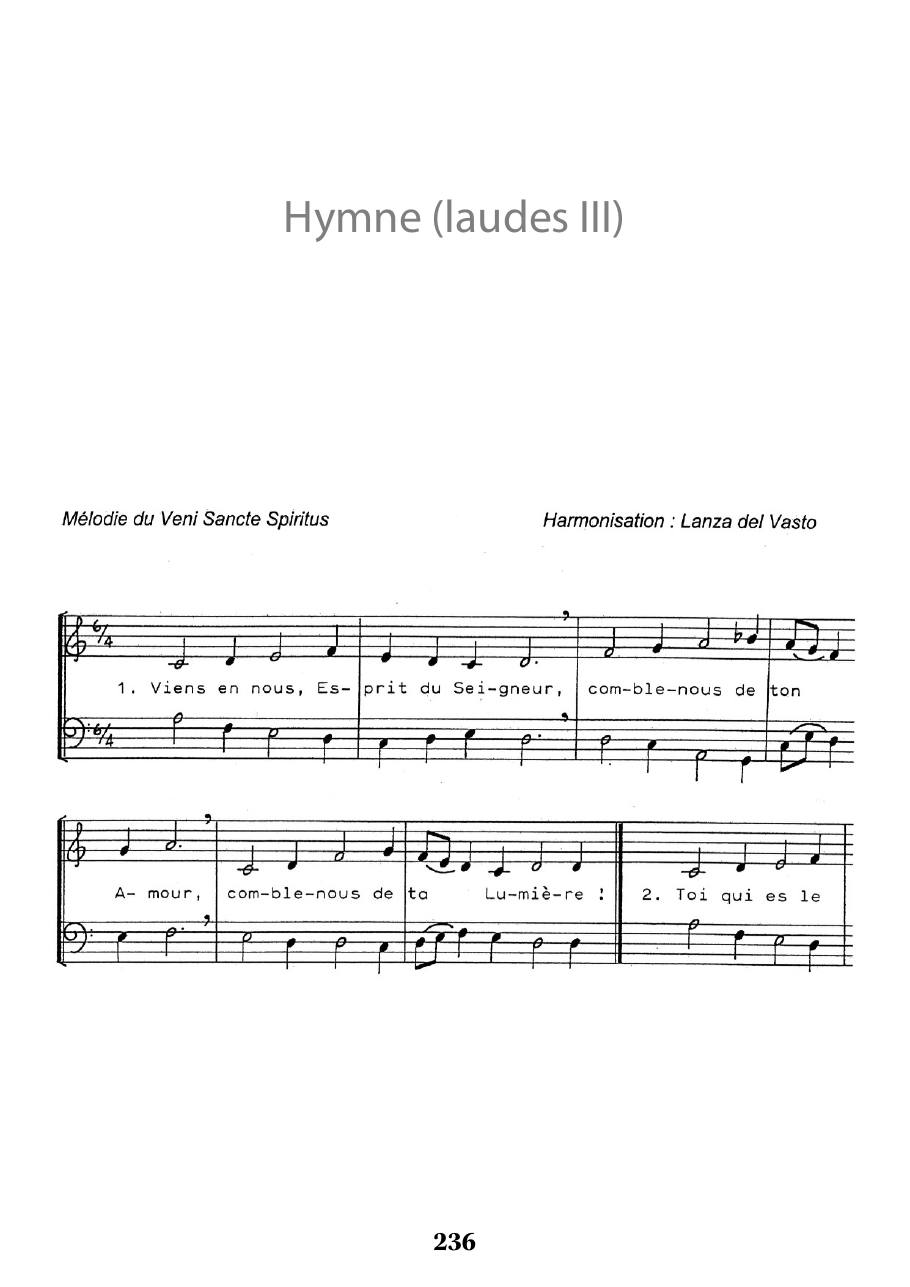 Hymne (laudes III)
Mélodie du Veni Sancte Spiritus Harmonisation : Lanza del Vasto
6/4
1. Viens en nous, Es- prit du Sei-gneur, com-ble-nous de ton
6/4
A- mour, com-ble-nous de ta Lu-miè-re ! 2. Toi qui es le
236